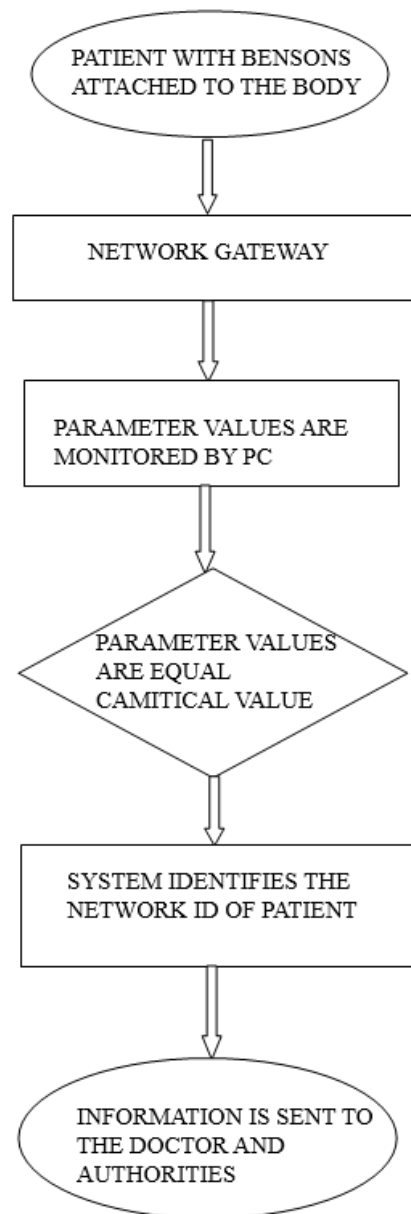 PATIENT WITH BENSONS
ATTACHED TO THE BODY
NETWORK GATEWAY
PARAMETER VALUES ARE
MONITORED BY PC
PARAMETER VALUES
ARE EQUAL
CAMITICAL VALUE
SYSTEM IDENTIFIES THE
NETWORK ID OF PATIENT
INFORMATION IS SENT TO
THE DOCTOR AND
AUTHORITIES